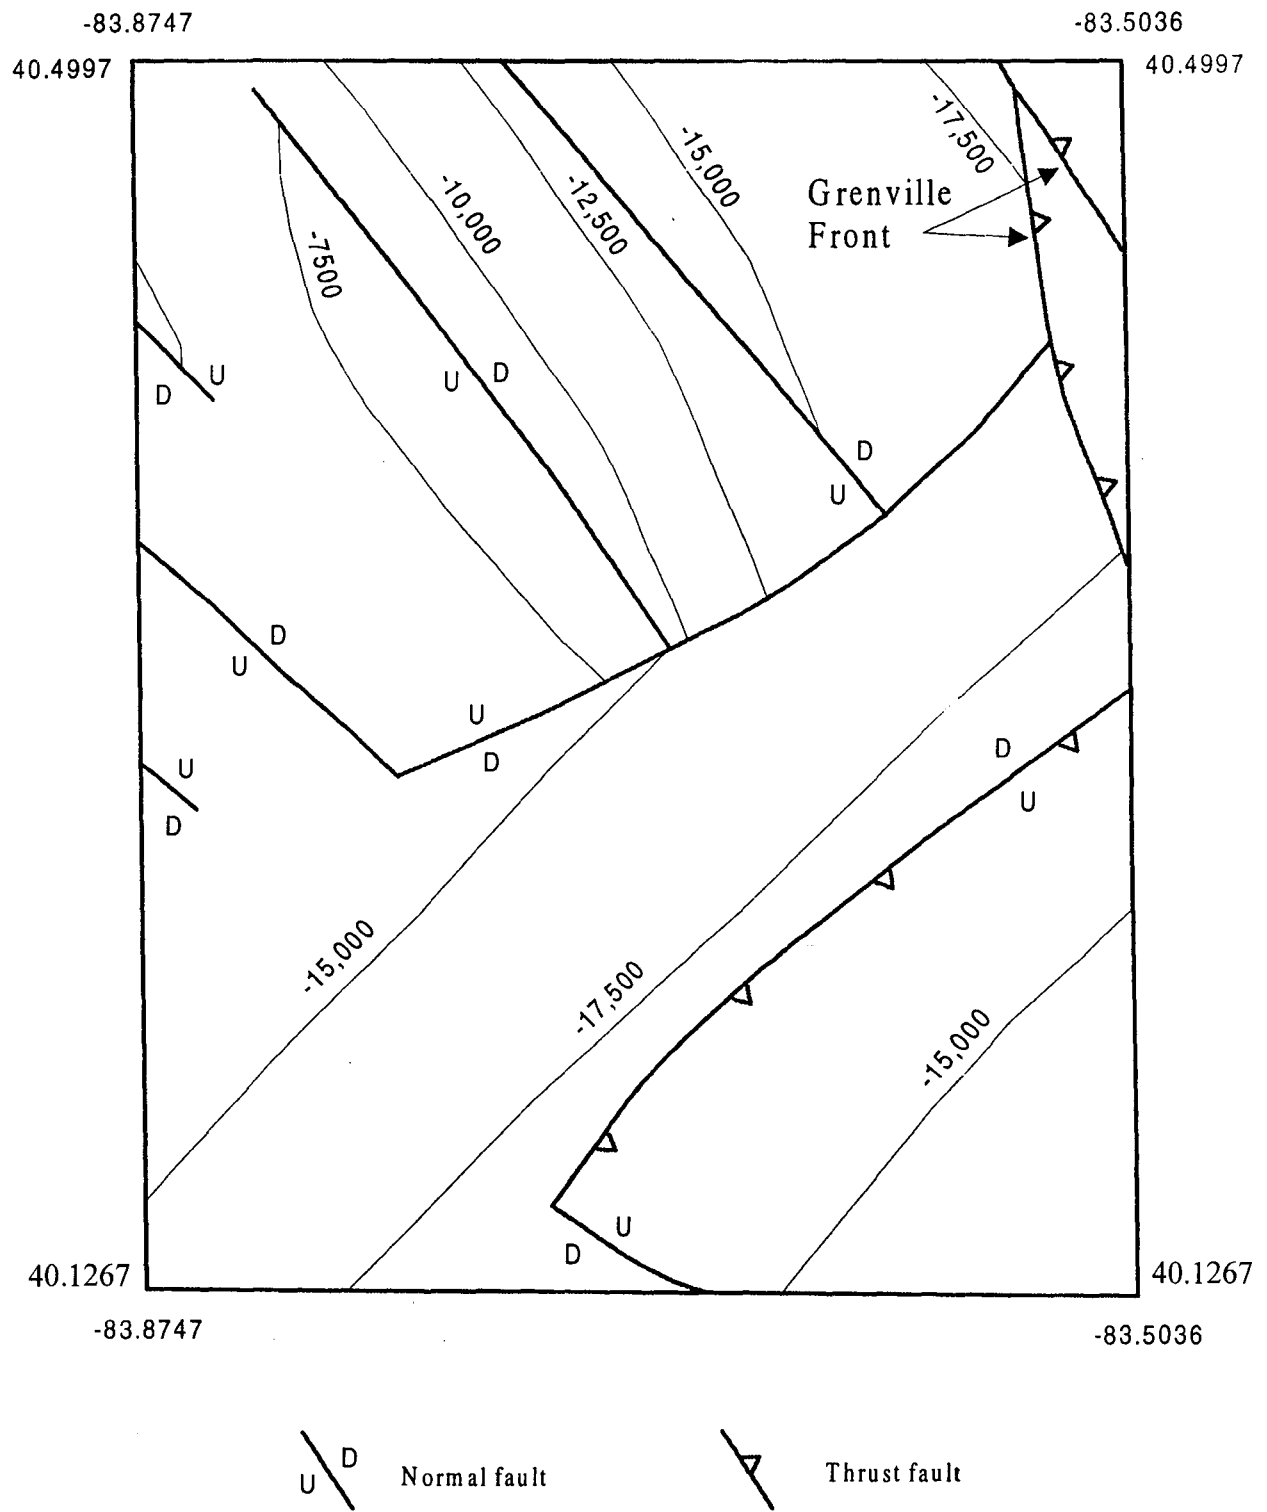 -83.8747
-83.5036
40.4997
40.4997
-17,500
-15,000
Grenville
Front
-10,000
-12,500
-7500
U
D
U
D
D
U
D
U
U
D
U
D
U
D
D
U
-15,000
-17,500
-15,000
U
D
40.1267
40.1267
-83.8747
-83.5036
D
U
Normal fault
Thrust fault